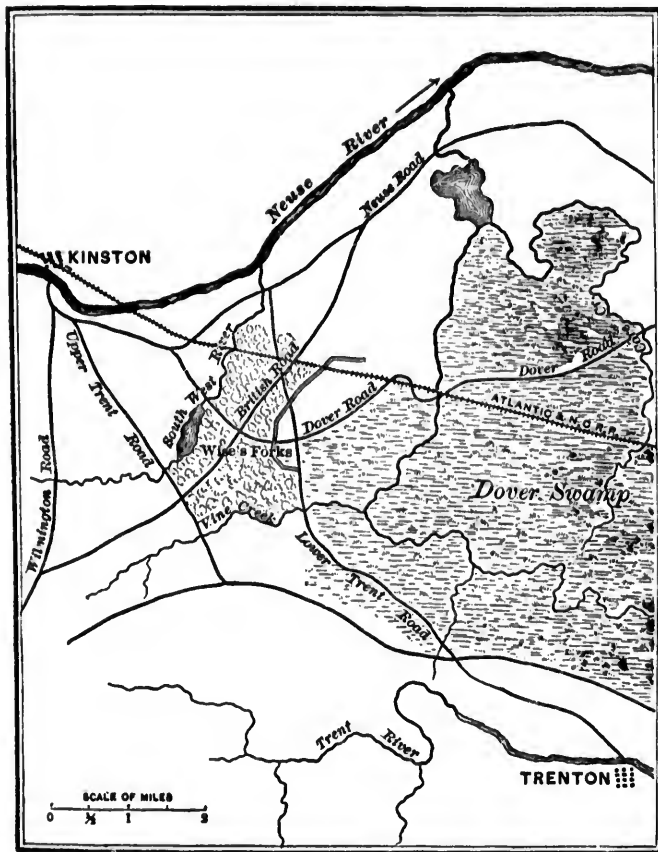 Neuse River
Neuse Road
KINSTON
Upper Trent Road
South West River
British Road
Dover Road
Dover Road
ATLANTIC & N.C.R.R.
Wise's Forks
Wilmington Road
Dover Swamp
Vine Creek
Lower Trent Road
Trent River
TRENTON
SCALE OF MILES
0 ½ 1 2